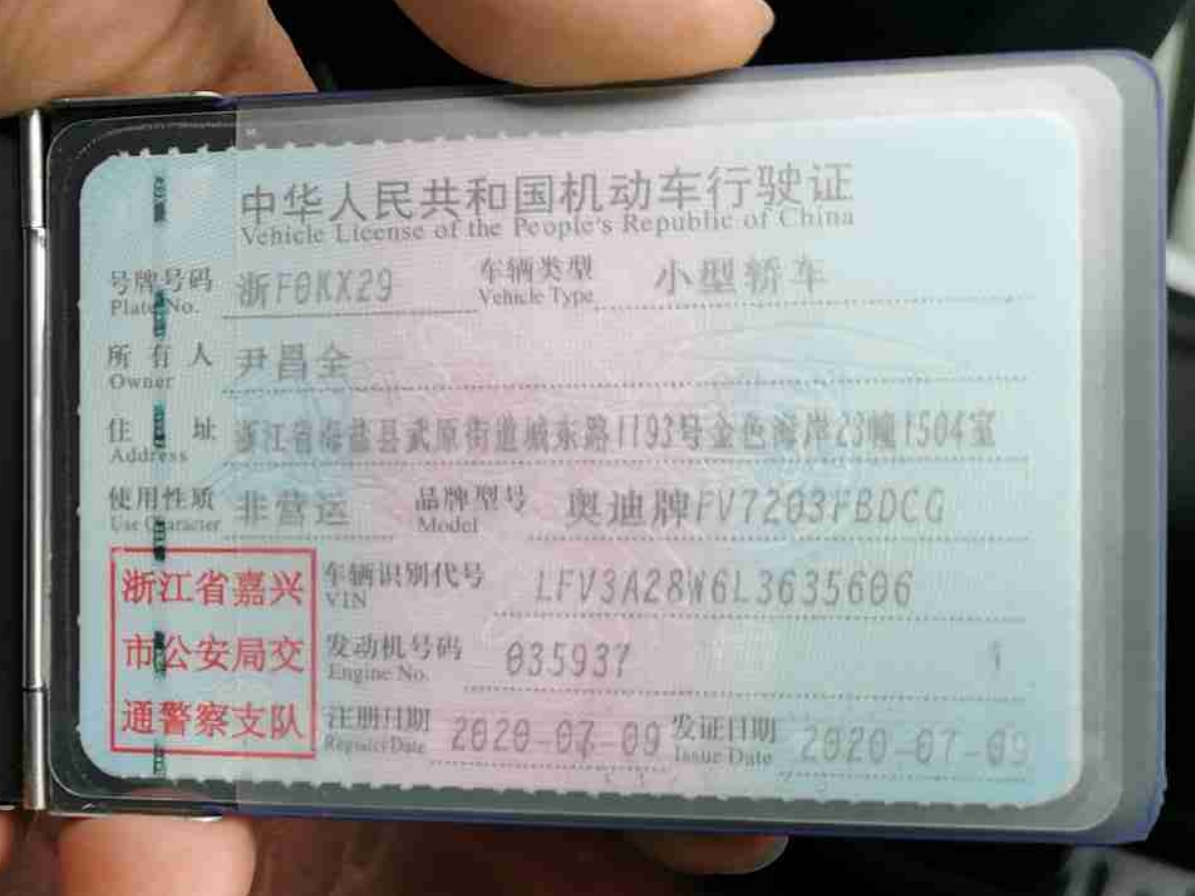 中华人民共和国机动车行驶证
Vehicle License of the People's Republic of China
号牌号码 浙F0KX29 车辆类型 小型轿车
Plate No. Vehicle Type
所有人 尹昌全
Owner
住址 浙江省海盐县武原街道城东路1193号金色海岸23幢1504室
Address
使用性质 非营运 品牌型号 奥迪牌FV7203FBDCG
Use Character Model
浙江省嘉兴 车辆识别代号 LFV3A28W6L3635606
VIN
市公安局交 发动机号码 035937
Engine No.
通警察支队 注册日期 2020-07-09 发证日期 2020-07-09
Register Date Issue Date